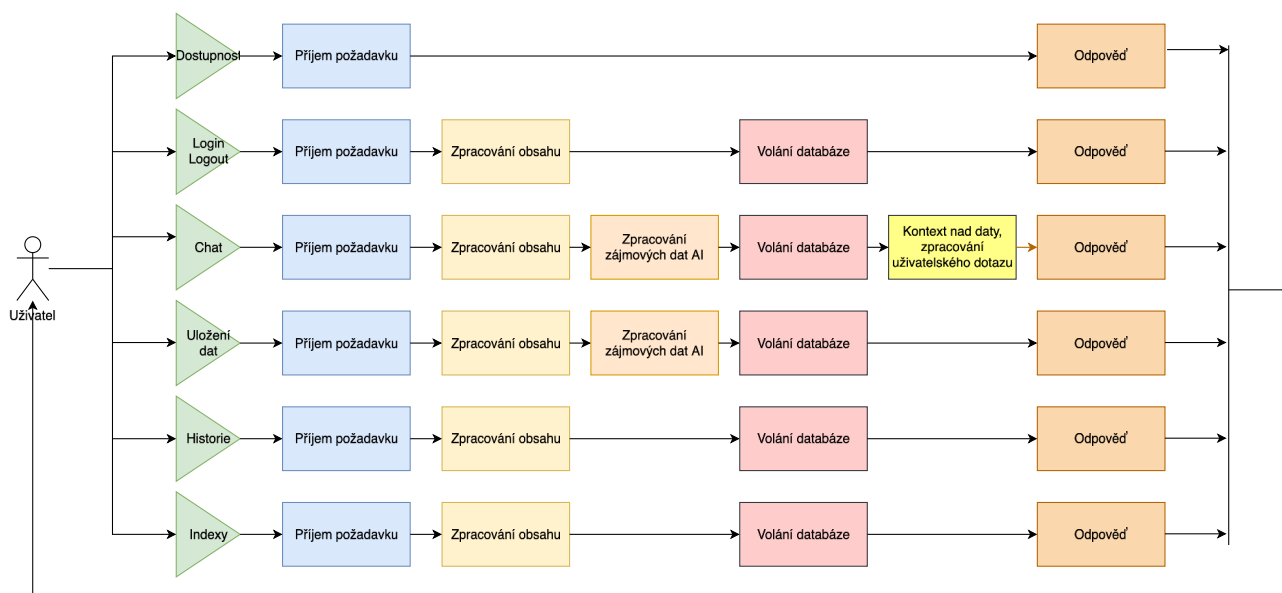 Dostupnost
Příjem požadavku
Odpověď
Login
Logout
Příjem požadavku
Zpracování obsahu
Volání databáze
Odpověď
Chat
Příjem požadavku
Zpracování obsahu
Zpracování
zájmových dat AI
Volání databáze
Kontext nad daty,
zpracování
uživatelského dotazu
Odpověď
Uživatel
Uložení
dat
Příjem požadavku
Zpracování obsahu
Zpracování
zájmových dat AI
Volání databáze
Odpověď
Historie
Příjem požadavku
Zpracování obsahu
Volání databáze
Odpověď
Indexy
Příjem požadavku
Zpracování obsahu
Volání databáze
Odpověď